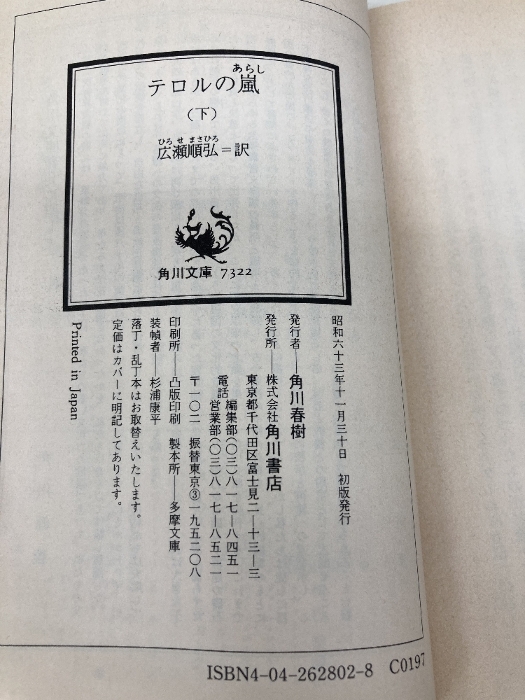 あらし
テロルの嵐
（下）
ひろせまさひろ
広瀬順弘＝訳
角川文庫 7322
昭和六十三年十一月三十日 初版発行
発行者──角川春樹
発行所──株式会社角川書店
東京都千代田区富士見二─十三─三
電話 編集部（〇三）八一七─八四五一
営業部（〇三）八一七─八五二一
〒一〇二 振替東京③一九五二〇八
印刷所──凸版印刷 製本所──多摩文庫
装幀者──杉浦康平
落丁・乱丁本はお取替えいたします。
定価はカバーに明記してあります。
Printed in Japan
ISBN4-04-262802-8 C0197